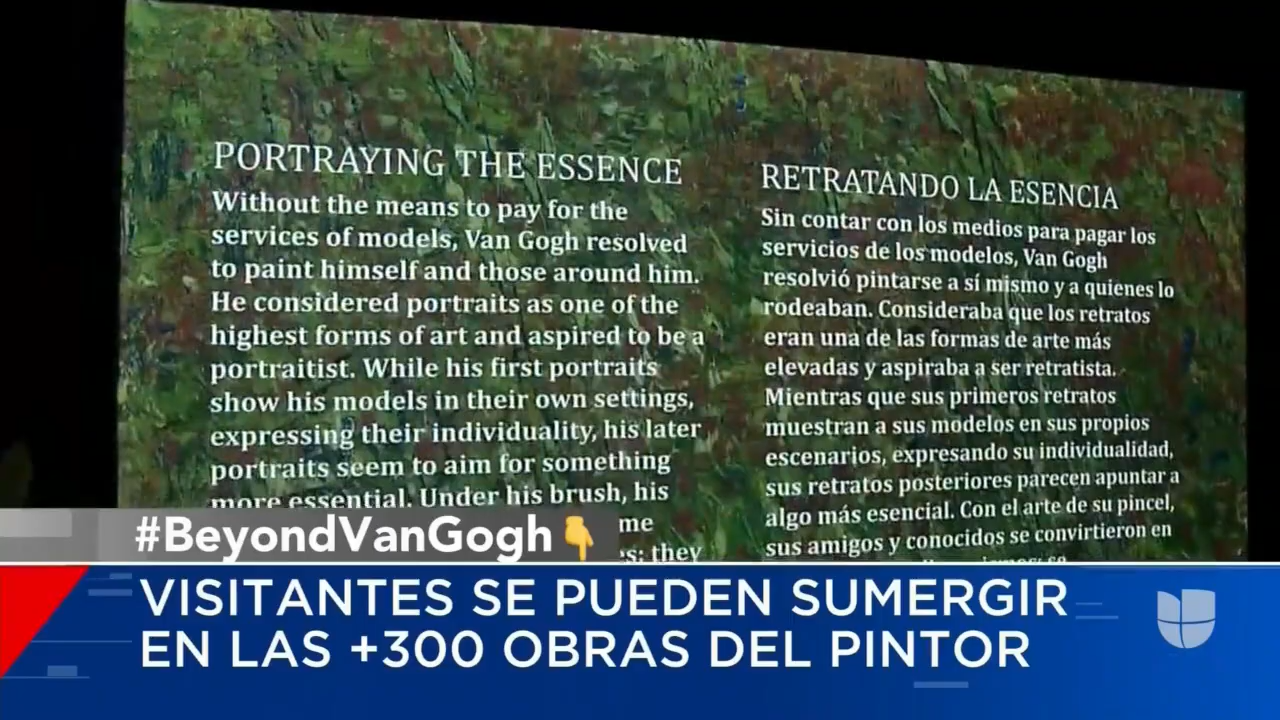 PORTRAYING THE ESSENCE
Without the means to pay for the
services of models, Van Gogh resolved
to paint himself and those around him.
He considered portraits as one of the
highest forms of art and aspired to be a
portraitist. While his first portraits
show his models in their own settings,
expressing their individuality, his later
portraits seem to aim for something
more essential. Under his brush, his
me
s: they
RETRATANDO LA ESENCIA
Sin contar con los medios para pagar los
servicios de los modelos, Van Gogh
resolvió pintarse a sí mismo y a quienes lo
rodeaban. Consideraba que los retratos
eran una de las formas de arte más
elevadas y aspiraba a ser retratista.
Mientras que sus primeros retratos
muestran a sus modelos en sus propios
escenarios, expresando su individualidad,
sus retratos posteriores parecen apuntar a
algo más esencial. Con el arte de su pincel,
sus amigos y conocidos se convirtieron en
#BeyondVanGogh👇
VISITANTES SE PUEDEN SUMERGIR
EN LAS +300 OBRAS DEL PINTOR